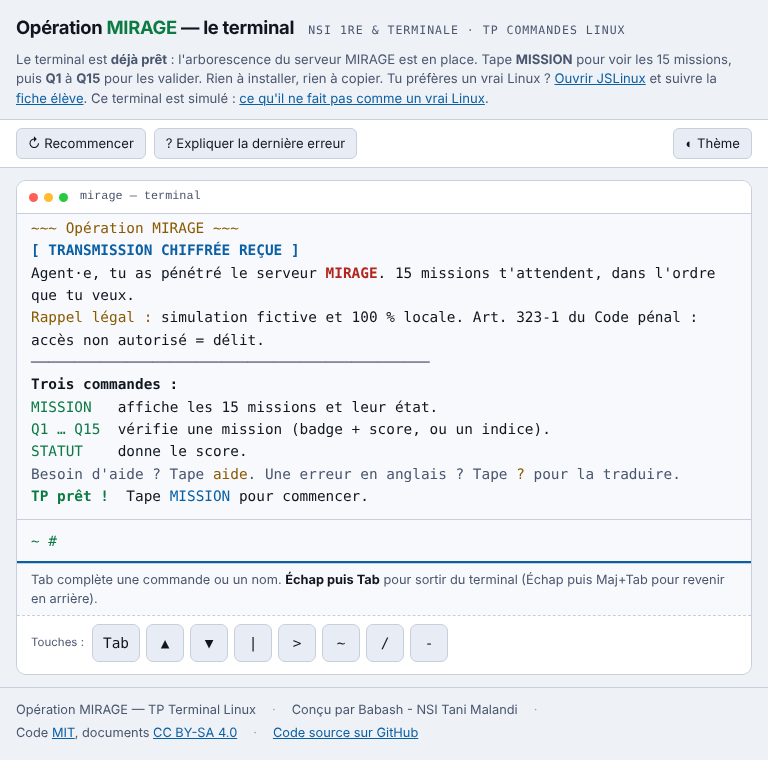 Opération MIRAGE — le terminal NSI 1RE & TERMINALE · TP COMMANDES LINUX
Le terminal est déjà prêt : l'arborescence du serveur MIRAGE est en place. Tape MISSION pour voir les 15 missions,
puis Q1 à Q15 pour les valider. Rien à installer, rien à copier. Tu préfères un vrai Linux ? Ouvrir JSLinux et suivre la
fiche élève. Ce terminal est simulé : ce qu'il ne fait pas comme un vrai Linux.
↻ Recommencer ? Expliquer la dernière erreur ◐ Thème
mirage — terminal
~~~ Opération MIRAGE ~~~
[ TRANSMISSION CHIFFRÉE REÇUE ]
Agent·e, tu as pénétré le serveur MIRAGE. 15 missions t'attendent, dans l'ordre
que tu veux.
Rappel légal : simulation fictive et 100 % locale. Art. 323-1 du Code pénal :
accès non autorisé = délit.
──────────────────────────────────────────────
Trois commandes :
MISSION affiche les 15 missions et leur état.
Q1 … Q15 vérifie une mission (badge + score, ou un indice).
STATUT donne le score.
Besoin d'aide ? Tape aide. Une erreur en anglais ? Tape ? pour la traduire.
TP prêt ! Tape MISSION pour commencer.
~ #
Tab complète une commande ou un nom. Échap puis Tab pour sortir du terminal (Échap puis Maj+Tab pour revenir
en arrière).
Touches : Tab ▲ ▼ | > ~ / -
Opération MIRAGE — TP Terminal Linux · Conçu par Babash - NSI Tani Malandi ·
Code MIT, documents CC BY-SA 4.0 · Code source sur GitHub